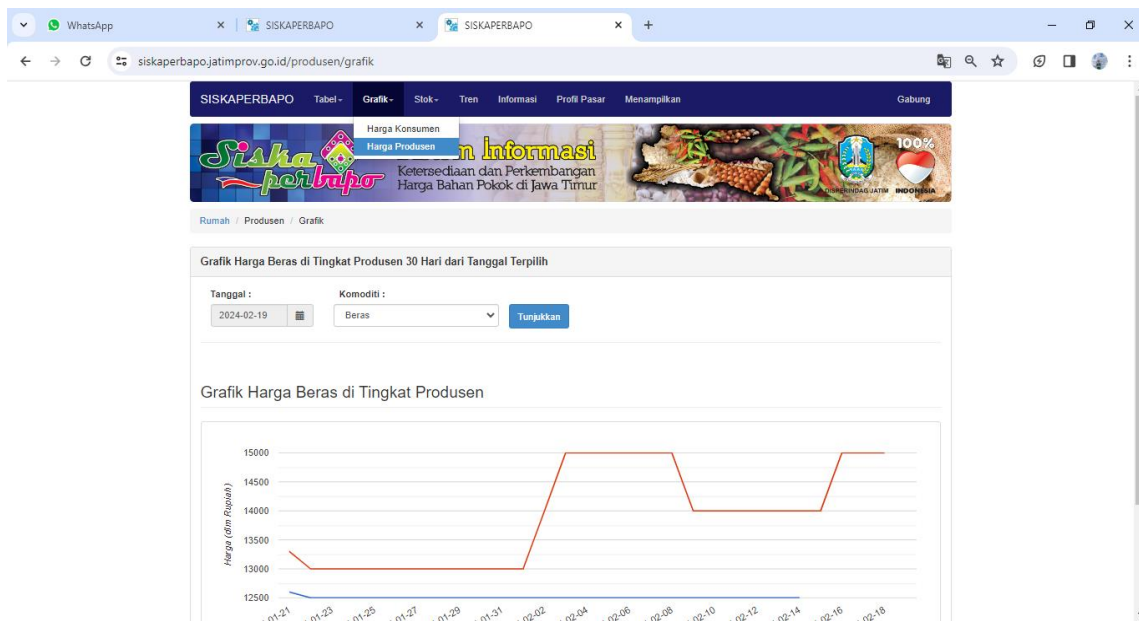 WhatsApp
SISKAPERBAPO
SISKAPERBAPO
siskaperbapo.jatimprov.go.id/produsen/grafik
SISKAPERBAPO Tabel Grafik Stok Tren Informasi Profil Pasar Menampilkan Gabung
Harga Konsumen
Harga Produsen
Siska
perbapo
n Informasi
Ketersediaan dan Perkembangan
Harga Bahan Pokok di Jawa Timur
100%
DISPERINDAG JATIM
INDONESIA
Rumah / Produsen / Grafik
Grafik Harga Beras di Tingkat Produsen 30 Hari dari Tanggal Terpilih
Tanggal : Komoditi :
2024-02-19 Beras Tunjukkan
Grafik Harga Beras di Tingkat Produsen
Harga (dlm Rupiah)
15000
14500
14000
13500
13000
12500
01-21 01-23 01-25 01-27 01-29 01-31 02-02 02-04 02-06 02-08 02-10 02-12 02-14 02-16 02-18